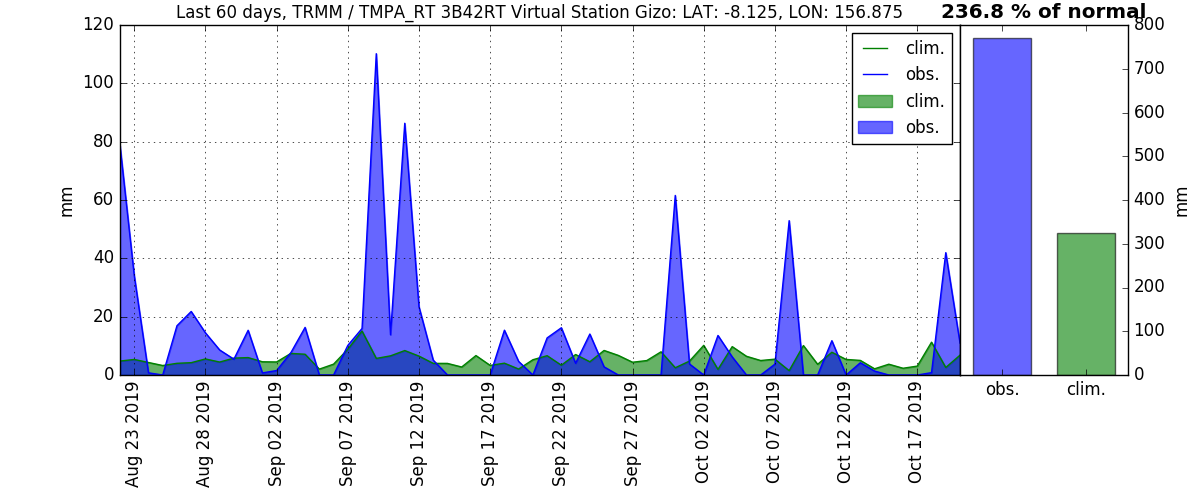 Last 60 days, TRMM / TMPA_RT 3B42RT Virtual Station Gizo: LAT: -8.125, LON: 156.875
236.8 % of normal
120
100
80
60
40
20
0
mm
clim.
obs.
clim.
obs.
800
700
600
500
400
300
200
100
0
mm
Aug 23 2019
Aug 28 2019
Sep 02 2019
Sep 07 2019
Sep 12 2019
Sep 17 2019
Sep 22 2019
Sep 27 2019
Oct 02 2019
Oct 07 2019
Oct 12 2019
Oct 17 2019
obs.
clim.